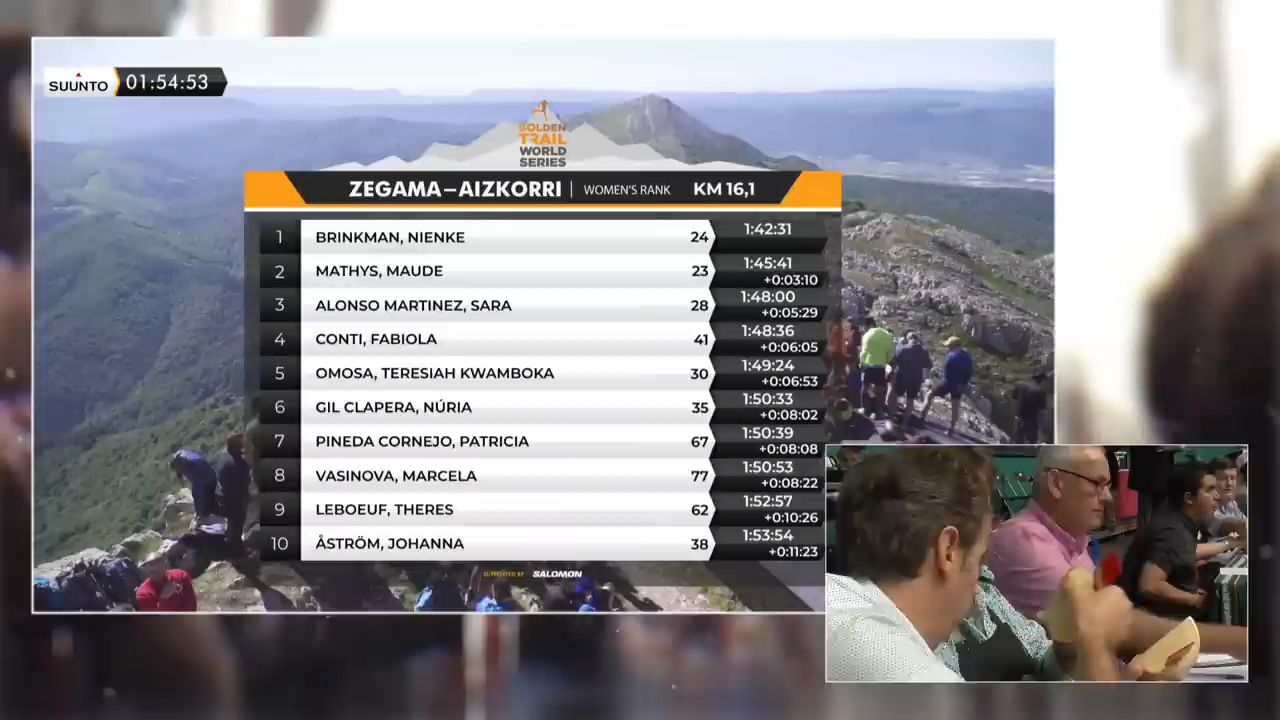 SUUNTO 01:54:53
GOLDEN
TRAIL
WORLD
SERIES
ZEGAMA–AIZKORRI | WOMEN'S RANK KM 16,1
1 BRINKMAN, NIENKE 24 1:42:31
2 MATHYS, MAUDE 23 1:45:41
+0:03:10
3 ALONSO MARTINEZ, SARA 28 1:48:00
+0:05:29
4 CONTI, FABIOLA 41 1:48:36
+0:06:05
5 OMOSA, TERESIAH KWAMBOKA 30 1:49:24
+0:06:53
6 GIL CLAPERA, NÚRIA 35 1:50:33
+0:08:02
7 PINEDA CORNEJO, PATRICIA 67 1:50:39
+0:08:08
8 VASINOVA, MARCELA 77 1:50:53
+0:08:22
9 LEBOEUF, THERES 62 1:52:57
+0:10:26
10 ÅSTRÖM, JOHANNA 38 1:53:54
+0:11:23
SUPPORTED BY SALOMON